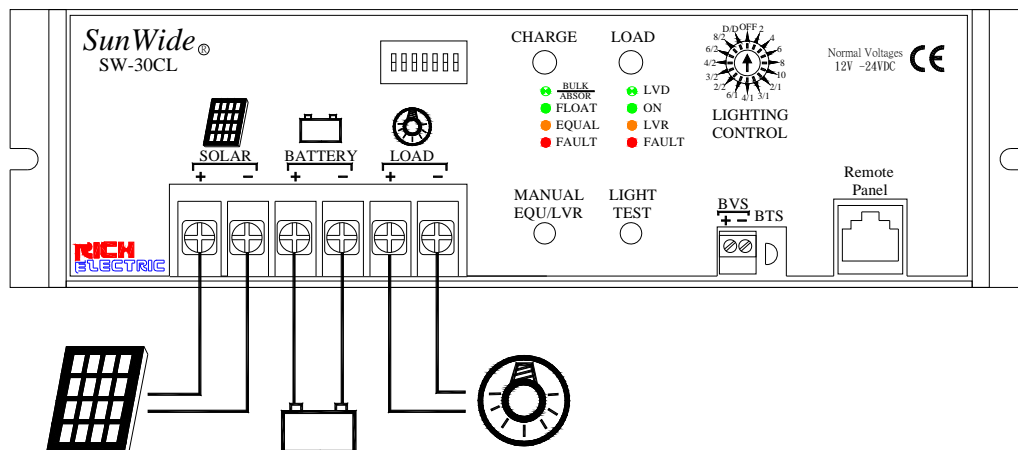 SunWide®
SW-30CL
SOLAR
+ −
BATTERY
+ −
LOAD
+ −
RICH
ELECTRIC
CHARGE
BULK
ABSOR
FLOAT
EQUAL
FAULT
LOAD
LVD
ON
LVR
FAULT
MANUAL
EQU/LVR
LIGHT
TEST
OFF
2
4
6
8
10
2/1
3/1
4/1
6/1
2/2
3/2
4/2
6/2
8/2
D/D
LIGHTING
CONTROL
Normal Voltages
12V -24VDC
CE
BVS
+ −
BTS
Remote
Panel